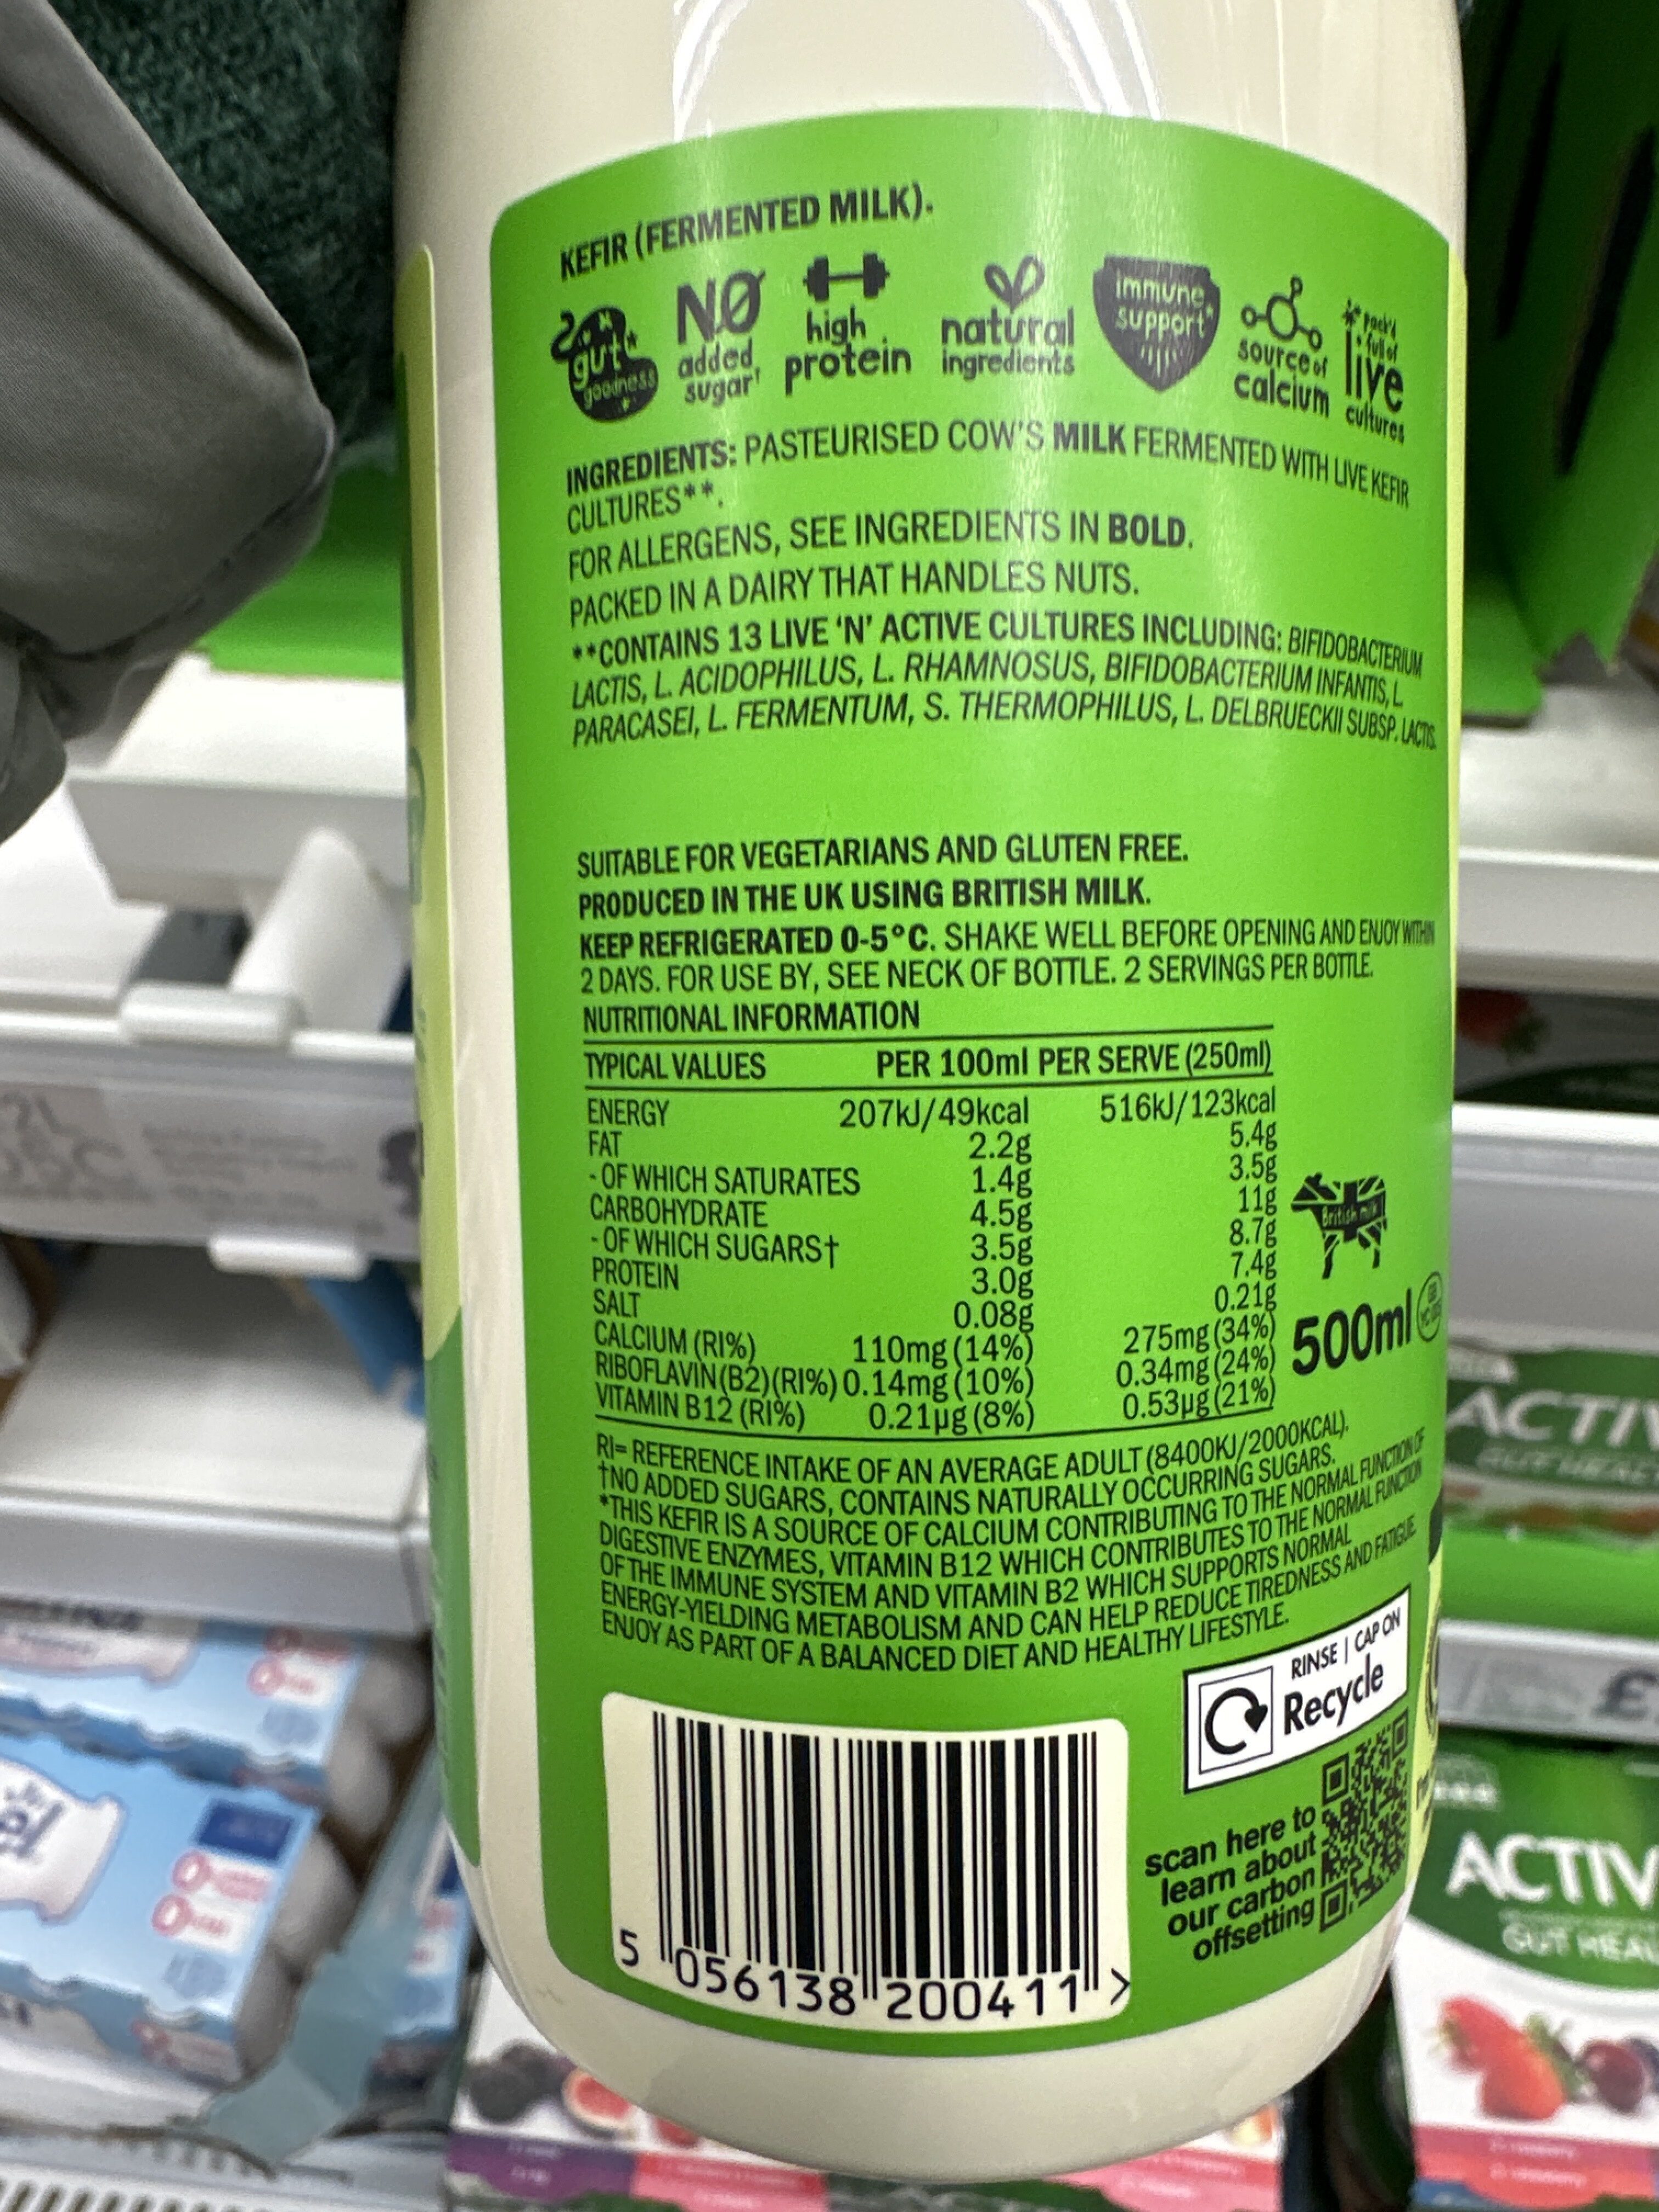 KEFIR (FERMENTED MILK).
gut*
goodness
NO
added
sugar†
high
protein
natural
ingredients
immune
support*
source of
calcium
pack'd
full of
live
cultures
INGREDIENTS: PASTEURISED COW'S MILK FERMENTED WITH LIVE KEFIR
CULTURES**.
FOR ALLERGENS, SEE INGREDIENTS IN BOLD.
PACKED IN A DAIRY THAT HANDLES NUTS.
**CONTAINS 13 LIVE 'N' ACTIVE CULTURES INCLUDING: BIFIDOBACTERIUM
LACTIS, L. ACIDOPHILUS, L. RHAMNOSUS, BIFIDOBACTERIUM INFANTIS, L.
PARACASEI, L. FERMENTUM, S. THERMOPHILUS, L. DELBRUECKII SUBSP. LACTIS.
SUITABLE FOR VEGETARIANS AND GLUTEN FREE.
PRODUCED IN THE UK USING BRITISH MILK.
KEEP REFRIGERATED 0-5°C. SHAKE WELL BEFORE OPENING AND ENJOY WITHIN
2 DAYS. FOR USE BY, SEE NECK OF BOTTLE. 2 SERVINGS PER BOTTLE.
NUTRITIONAL INFORMATION
TYPICAL VALUES PER 100ml PER SERVE (250ml)
ENERGY 207kJ/49kcal 516kJ/123kcal
FAT 2.2g 5.4g
- OF WHICH SATURATES 1.4g 3.5g
CARBOHYDRATE 4.5g 11g
- OF WHICH SUGARS† 3.5g 8.7g
PROTEIN 3.0g 7.4g
SALT 0.08g 0.21g
CALCIUM (RI%) 110mg (14%) 275mg (34%)
RIBOFLAVIN (B2) (RI%) 0.14mg (10%) 0.34mg (24%)
VITAMIN B12 (RI%) 0.21µg (8%) 0.53µg (21%)
British milk
500ml
RI= REFERENCE INTAKE OF AN AVERAGE ADULT (8400KJ/2000KCAL).
†NO ADDED SUGARS, CONTAINS NATURALLY OCCURRING SUGARS.
*THIS KEFIR IS A SOURCE OF CALCIUM CONTRIBUTING TO THE NORMAL FUNCTION OF
DIGESTIVE ENZYMES, VITAMIN B12 WHICH CONTRIBUTES TO THE NORMAL FUNCTION
OF THE IMMUNE SYSTEM AND VITAMIN B2 WHICH SUPPORTS NORMAL
ENERGY-YIELDING METABOLISM AND CAN HELP REDUCE TIREDNESS AND FATIGUE.
ENJOY AS PART OF A BALANCED DIET AND HEALTHY LIFESTYLE.
RINSE | CAP ON
Recycle
scan here to
learn about
our carbon
offsetting
5 056138 200411 >
ACTIV
GUT HEAL
£
ACTIV
GUT HEAL